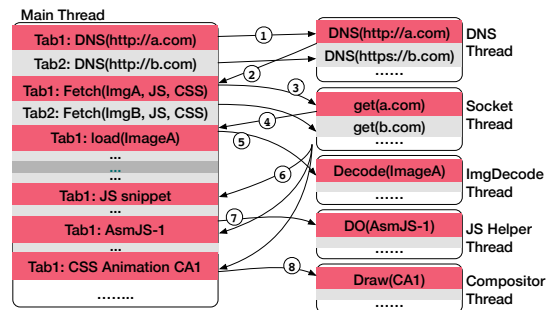 Main Thread
Tab1: DNS(http://a.com)
Tab2: DNS(http://b.com)
Tab1: Fetch(ImgA, JS, CSS)
Tab2: Fetch(ImgB, JS, CSS)
Tab1: load(ImageA)
...
...
...
Tab1: JS snippet
...
Tab1: AsmJS-1
...
Tab1: CSS Animation CA1
........
1
2
3
4
5
6
7
8
DNS(http://a.com)
DNS(https://b.com)
......
DNS
Thread
get(a.com)
get(b.com)
......
Socket
Thread
Decode(ImageA)
......
ImgDecode
Thread
DO(AsmJS-1)
......
JS Helper
Thread
Draw(CA1)
......
Compositor
Thread